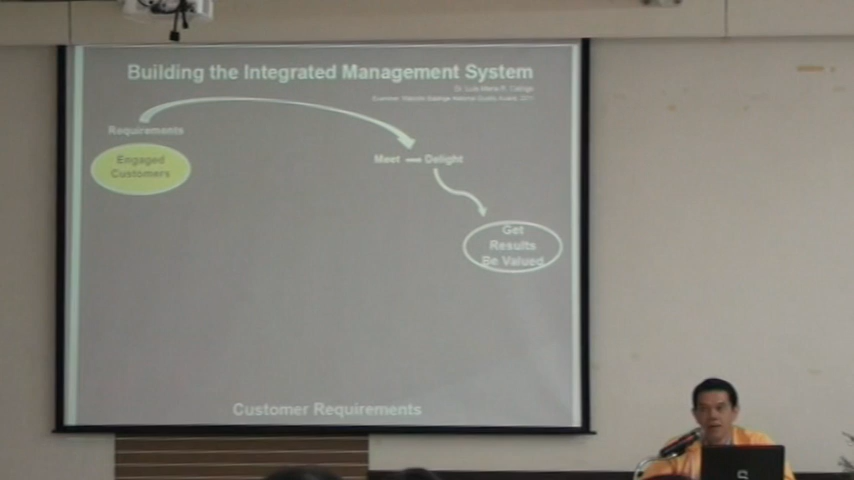 Building the Integrated Management System
Requirements
Engaged
Customers
Meet
Delight
Get
Results
Be Valued
Customer Requirements
S